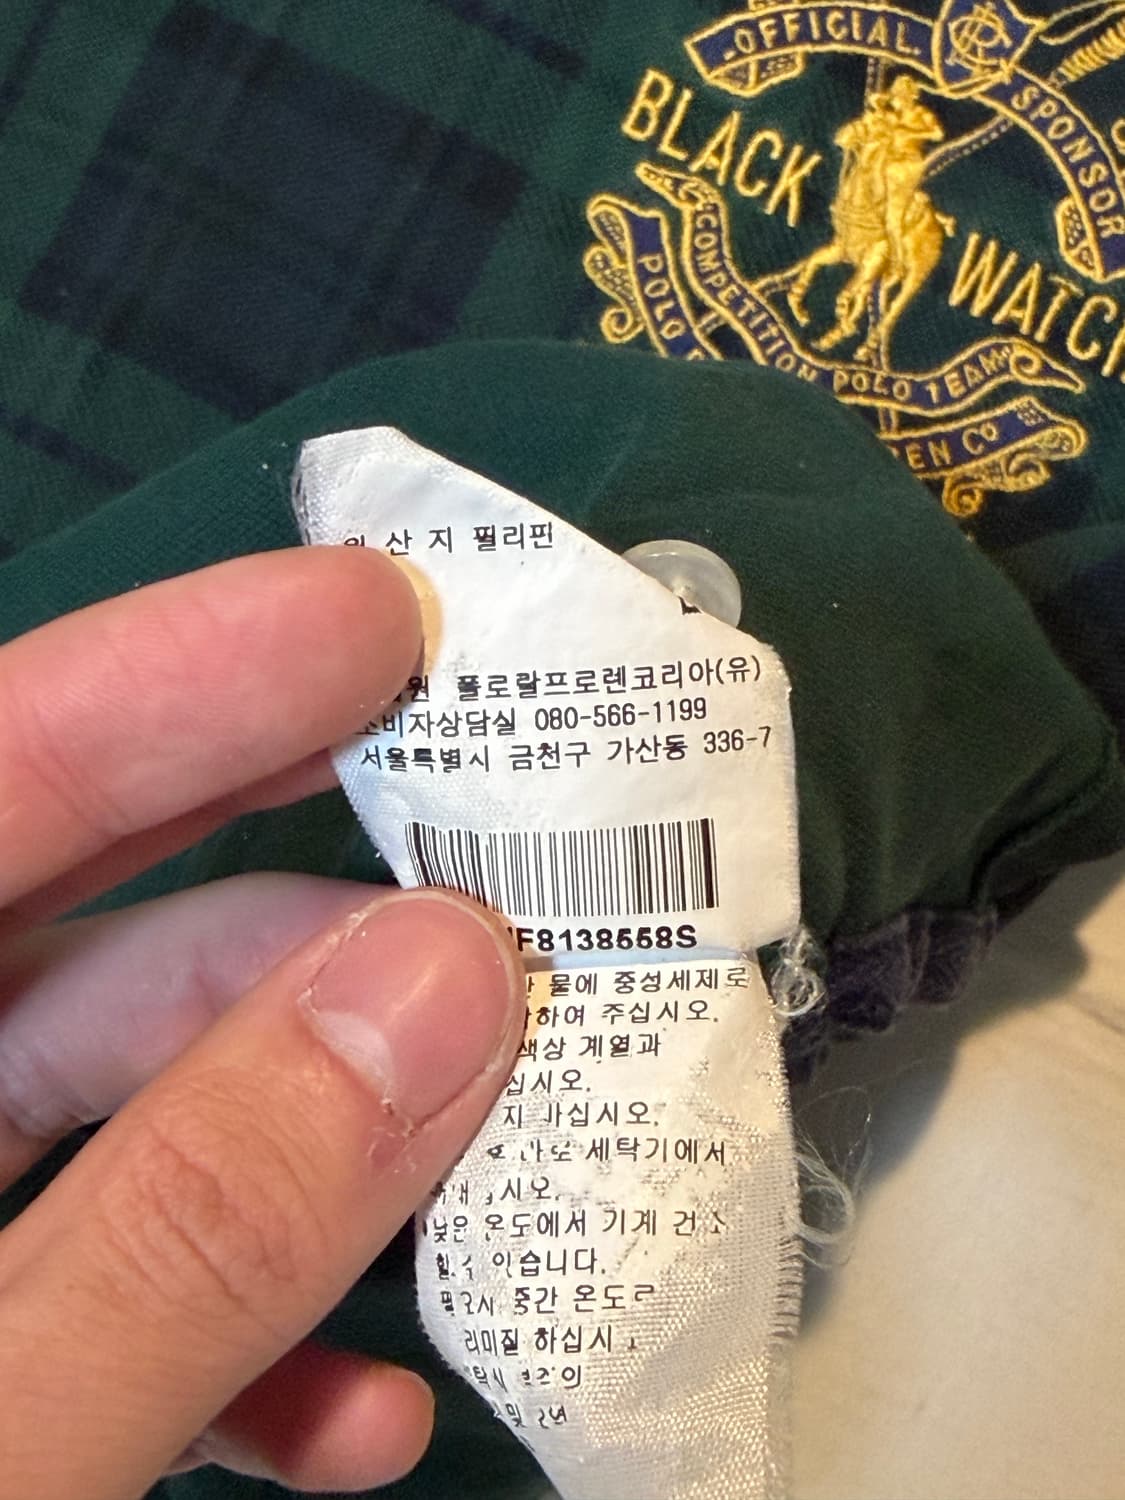 OFFICIAL
SPONSOR
BLACK
WATCH
COMPETITION POLO TEAM
POLO
Cº
산 지 필리핀
원 폴로랄프로렌코리아(유)
소비자상담실 080-566-1199
서울특별시 금천구 가산동 336-7
F8138558S
물에 중성세제로
하여 주십시오.
색상 계열과
십시오.
지 마십시오.
세탁기에서
시오.
낮은 온도에서 기계 건
할 수 있습니다.
필요시 중간 온도로
하십시